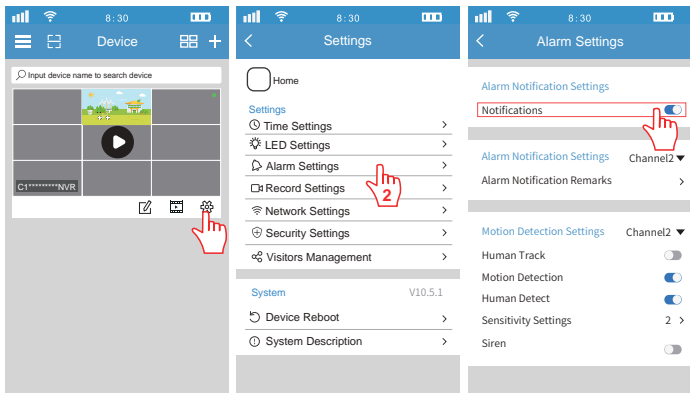 8:30
Device
Input device name to search device
C1*********NVR
8:30
Settings
Home
Settings
Time Settings
LED Settings
Alarm Settings
2
Record Settings
Network Settings
Security Settings
Visitors Management
System V10.5.1
Device Reboot
System Description
8:30
Alarm Settings
Alarm Notification Settings
Notifications
Alarm Notification Settings Channel2
Alarm Notification Remarks
Motion Detection Settings Channel2
Human Track
Motion Detection
Human Detect
Sensitivity Settings 2
Siren